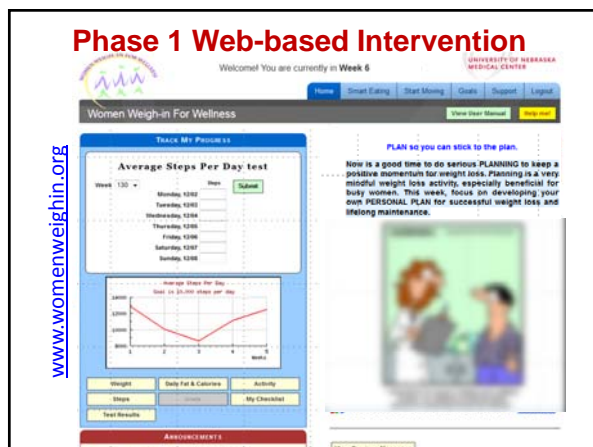 Phase 1 Web-based Intervention
Welcome! You are currently in Week 6
UNIVERSITY OF NEBRASKA
MEDICAL CENTER
Home Smart Eating Start Moving Goals Support Logout
Women Weigh-in For Wellness
View User Manual Help me!
www.womenweighin.org
TRACK MY PROGRESS
Average Steps Per Day test
Week 130 Steps Submit
Monday, 12/02
Tuesday, 12/03
Wednesday, 12/04
Thursday, 12/05
Friday, 12/06
Saturday, 12/07
Sunday, 12/08
Average Steps Per Day
1 2 3 4 5
Weeks
Weight Daily Fat & Calories Activity
Steps My Checklist
Test Results
ANNOUNCEMENTS
PLAN so you can stick to the plan.
Now is a good time to do serious PLANNING to keep a
positive momentum for weight loss. Planning is a very
mindful weight loss activity, especially beneficial for
busy women. This week, focus on developing your
own PERSONAL PLAN for successful weight loss and
lifelong maintenance.